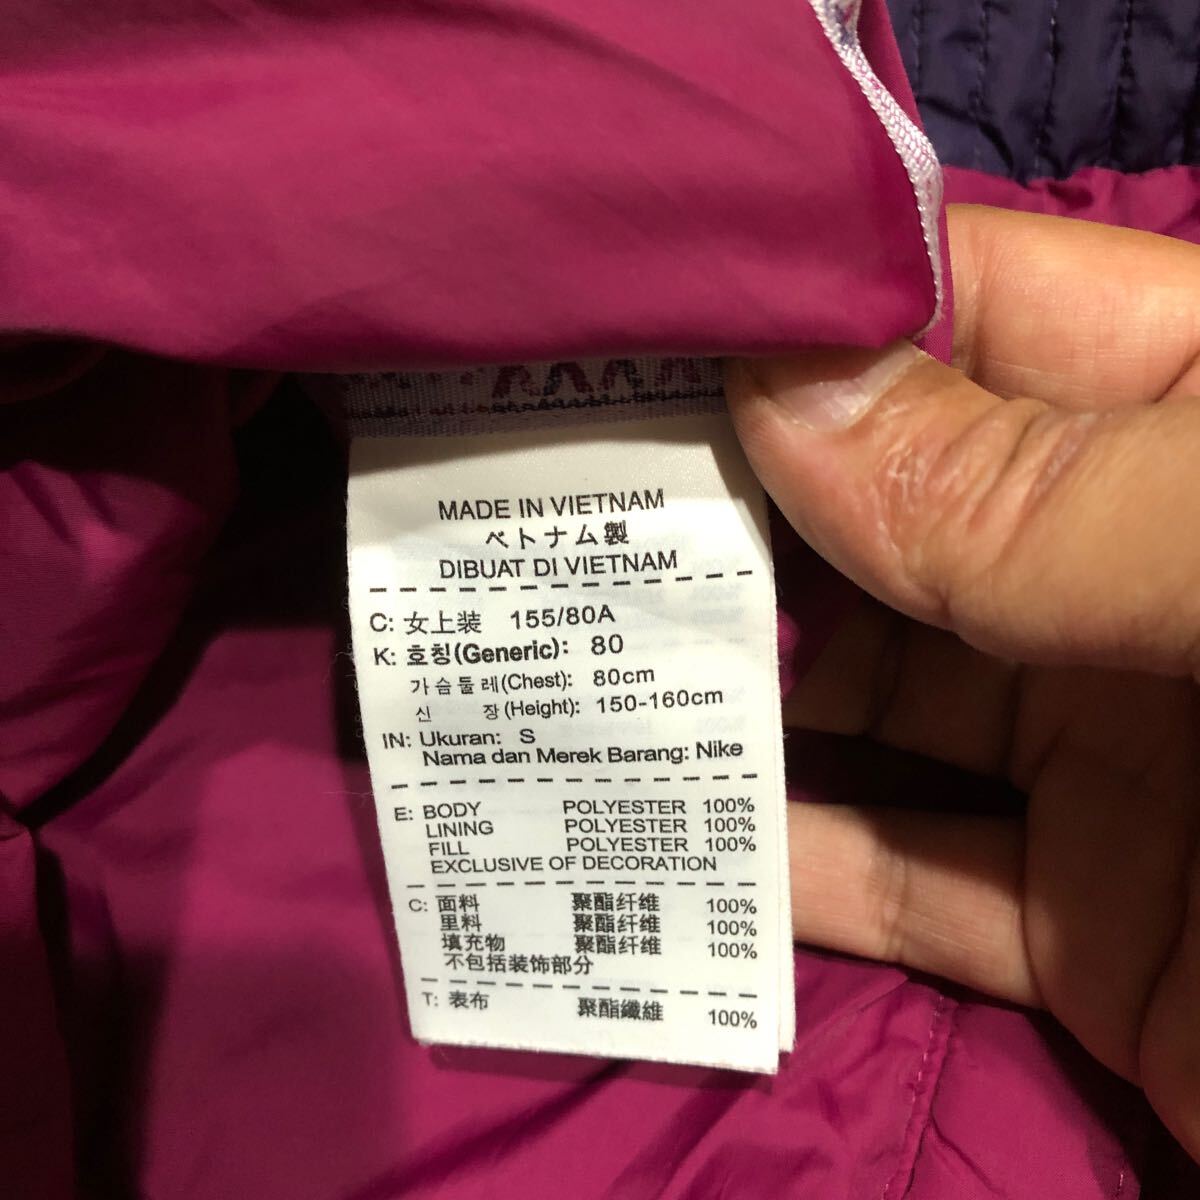 MADE IN VIETNAM
ベトナム製
DIBUAT DI VIETNAM
C: 女上装 155/80A
K: 호칭(Generic): 80
가슴둘레(Chest): 80cm
신 장(Height): 150-160cm
IN: Ukuran: S
Nama dan Merek Barang: Nike
E: BODY POLYESTER 100%
LINING POLYESTER 100%
FILL POLYESTER 100%
EXCLUSIVE OF DECORATION
C: 面料 聚酯纤维 100%
里料 聚酯纤维 100%
填充物 聚酯纤维 100%
不包括装饰部分
T: 表布 聚酯纖維 100%